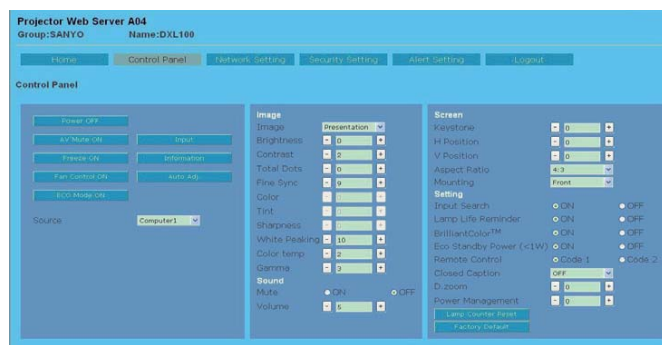 Projector Web Server A04
Group:SANYO Name:DXL100
Home Control Panel Network Setting Security Setting Alert Setting Logout
Control Panel
Power OFF
AV Mute ON Input
Freeze ON Information
Fan Control ON Auto Adj.
ECO Mode ON
Source Computer1
Image
Image Presentation
Brightness - 0 +
Contrast - 2 +
Total Dots - 0 +
Fine Sync - 9 +
Color - +
Tint - +
Sharpness - +
White Peaking - 10 +
Color temp - 2 +
Gamma - 3 +
Sound
Mute ON OFF
Volume - 5 +
Screen
Keystone - 0 +
H Position - 0 +
V Position - 0 +
Aspect Ratio 4:3
Mounting Front
Setting
Input Search ON OFF
Lamp Life Reminder ON OFF
BrilliantColor™ ON OFF
Eco Standby Power (<1W) ON OFF
Remote Control Code 1 Code 2
Closed Caption OFF
D.zoom - 0 +
Power Management - 0 +
Lamp Counter Reset
Factory Default